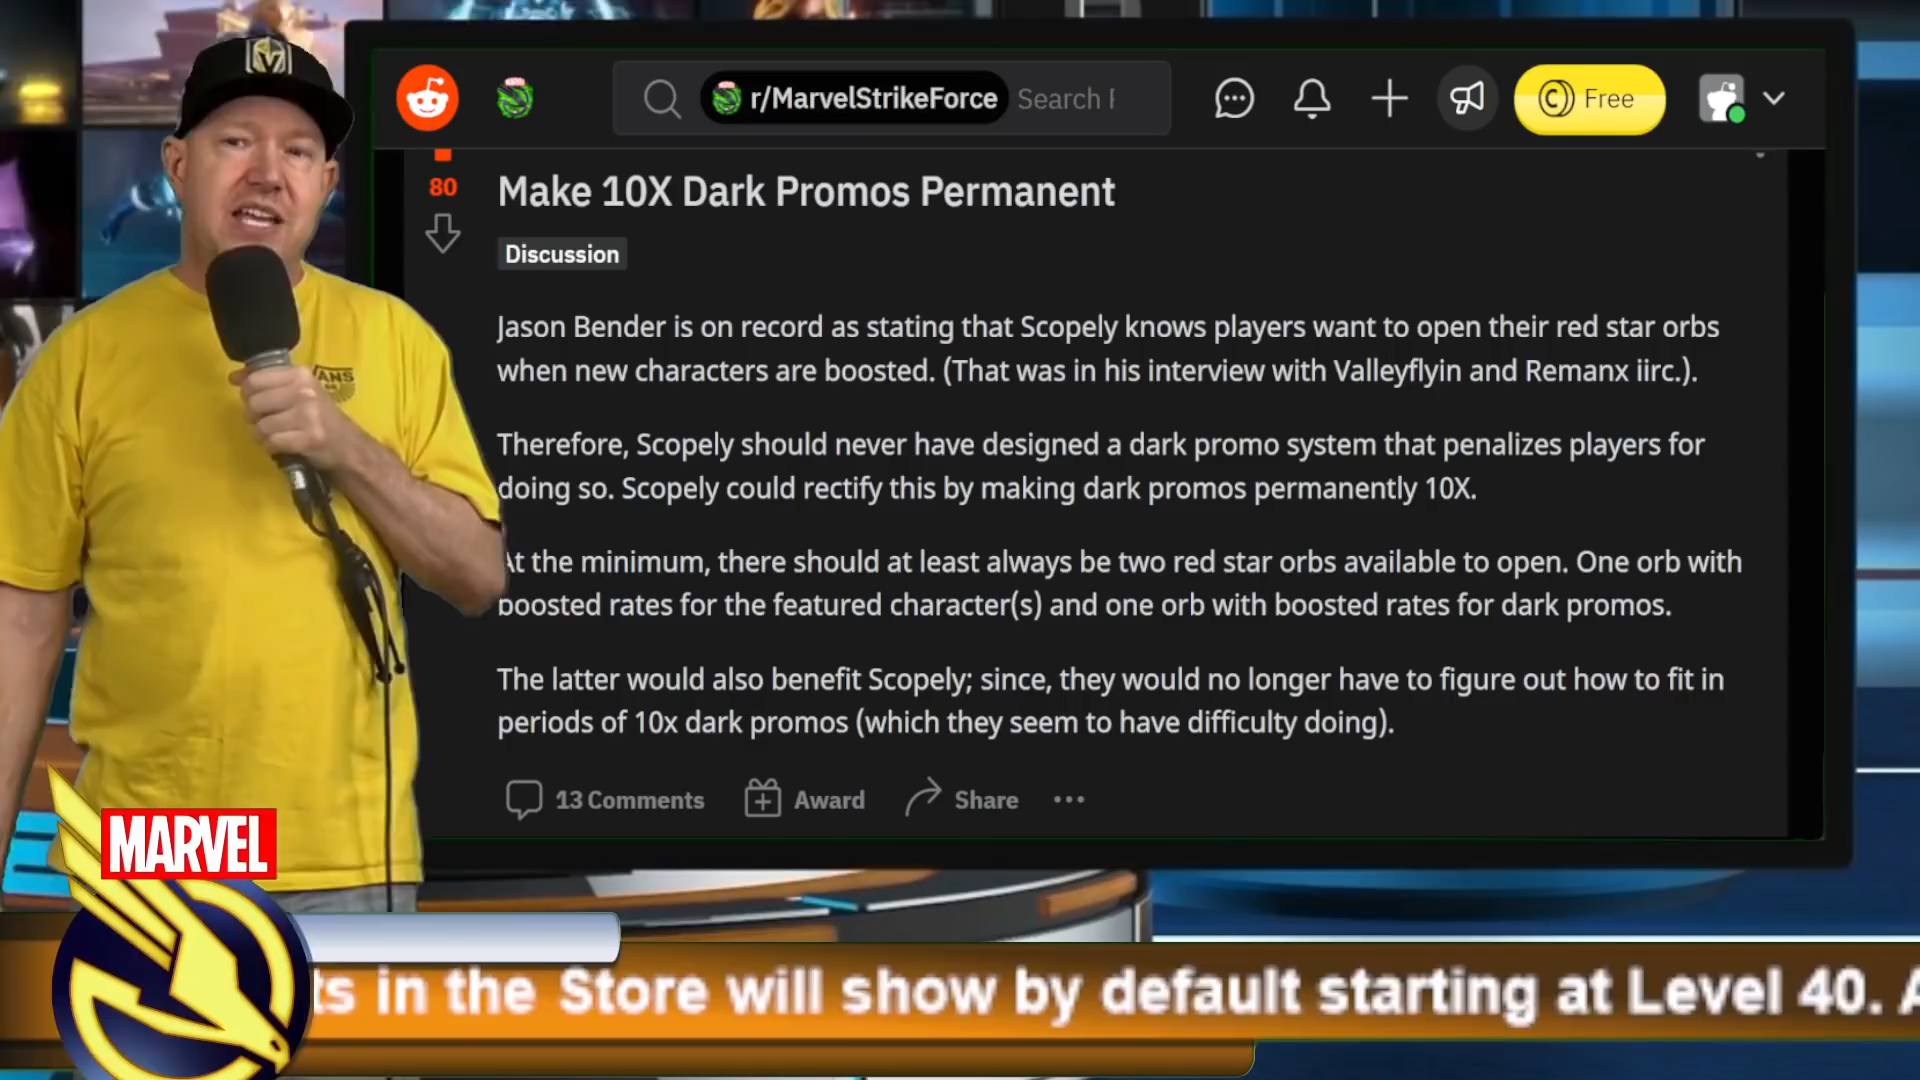 r/MarvelStrikeForce
Free
80
Make 10X Dark Promos Permanent
Discussion
Jason Bender is on record as stating that Scopely knows players want to open their red star orbs
when new characters are boosted. (That was in his interview with Valleyflyin and Remanx iirc.).
Therefore, Scopely should never have designed a dark promo system that penalizes players for
doing so. Scopely could rectify this by making dark promos permanently 10X.
At the minimum, there should at least always be two red star orbs available to open. One orb with
boosted rates for the featured character(s) and one orb with boosted rates for dark promos.
The latter would also benefit Scopely; since, they would no longer have to figure out how to fit in
periods of 10x dark promos (which they seem to have difficulty doing).
13 Comments Award Share
VANS
MARVEL
in the Store will show by default starting at Level 40.